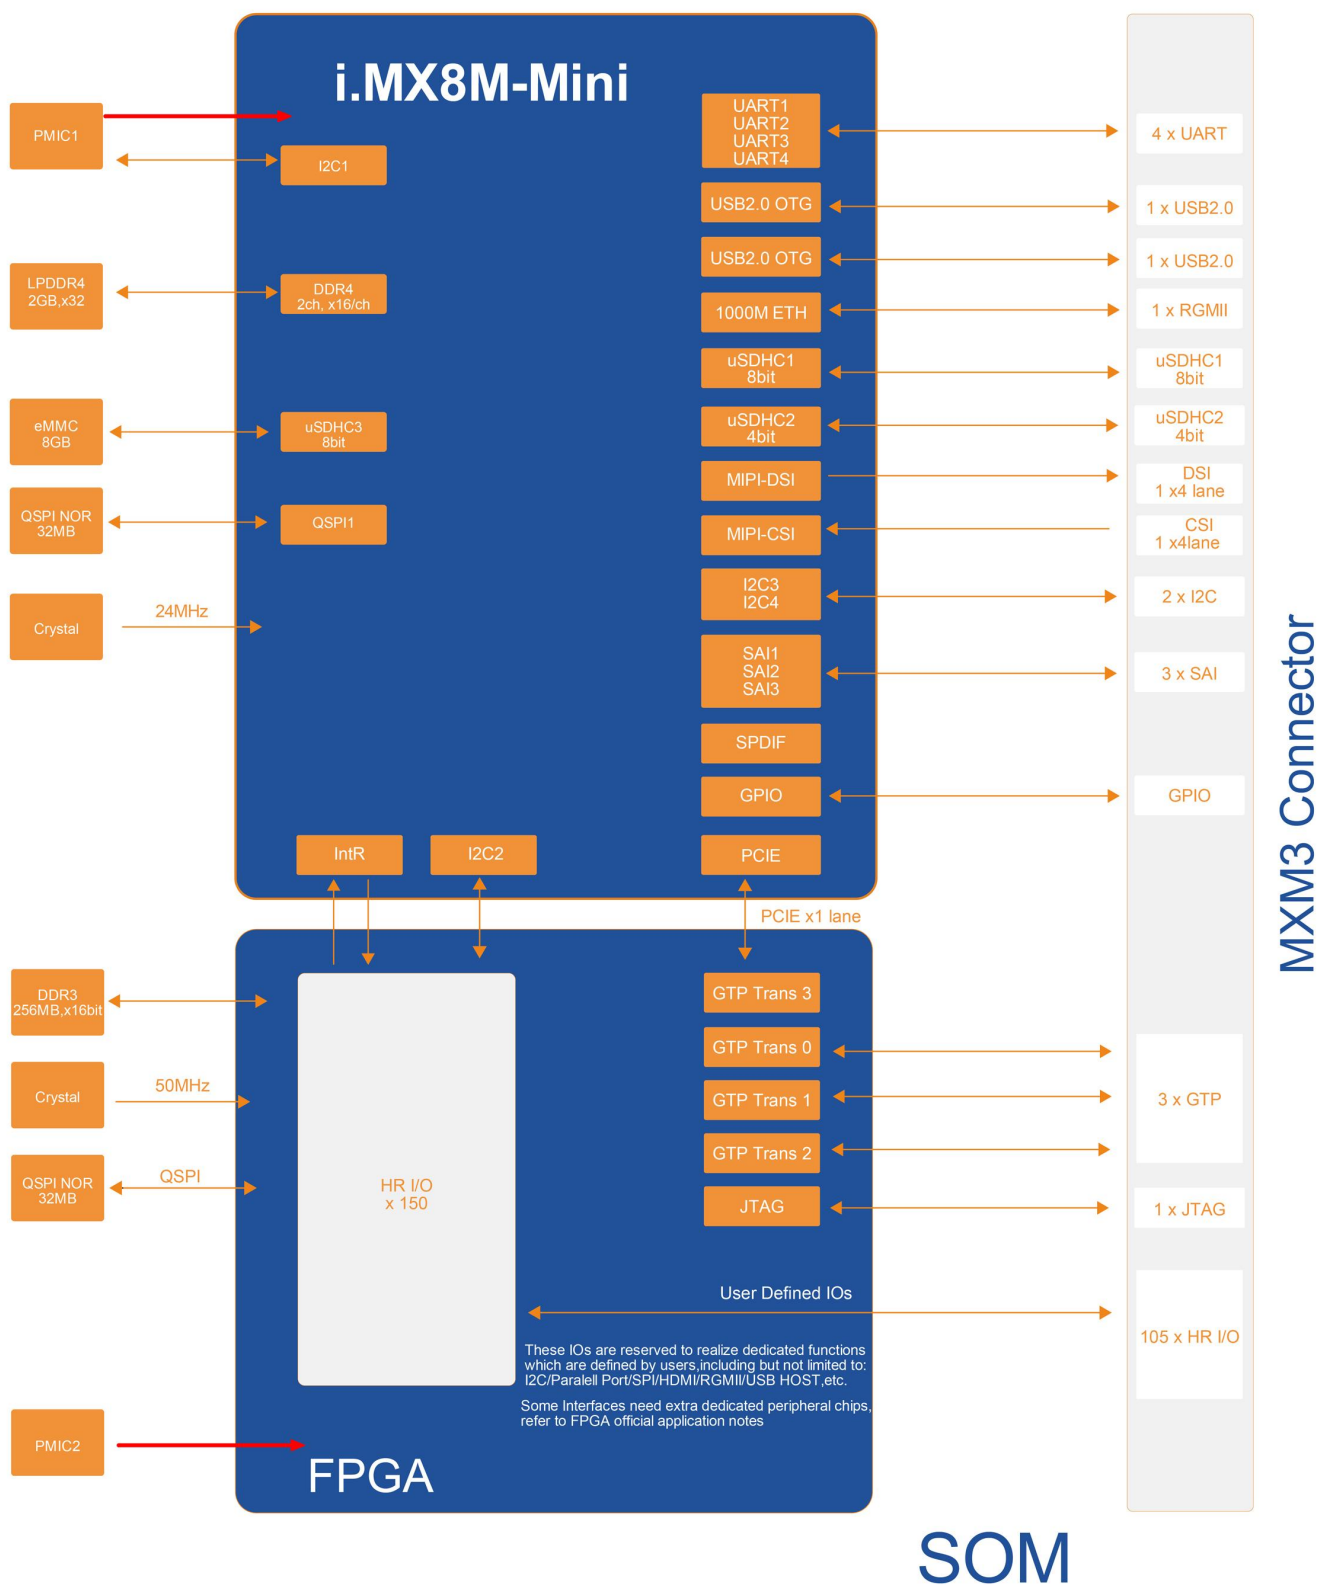 i.MX8M-Mini
PMIC1
I2C1
LPDDR4
2GB,x32
DDR4
2ch, x16/ch
eMMC
8GB
uSDHC3
8bit
QSPI NOR
32MB
QSPI1
Crystal
24MHz
UART1
UART2
UART3
UART4
4 x UART
USB2.0 OTG
1 x USB2.0
USB2.0 OTG
1 x USB2.0
1000M ETH
1 x RGMII
uSDHC1
8bit
uSDHC1
8bit
uSDHC2
4bit
uSDHC2
4bit
MIPI-DSI
DSI
1 x4 lane
MIPI-CSI
CSI
1 x4lane
I2C3
I2C4
2 x I2C
SAI1
SAI2
SAI3
3 x SAI
SPDIF
GPIO
GPIO
IntR
I2C2
PCIE
PCIE x1 lane
MXM3 Connector
DDR3
256MB,x16bit
Crystal
50MHz
QSPI NOR
32MB
QSPI
HR I/O
x 150
GTP Trans 3
GTP Trans 0
GTP Trans 1
GTP Trans 2
3 x GTP
JTAG
1 x JTAG
User Defined IOs
105 x HR I/O
These IOs are reserved to realize dedicated functions
which are defined by users,including but not limited to:
I2C/Paralell Port/SPI/HDMI/RGMII/USB HOST,etc.
Some Interfaces need extra dedicated peripheral chips,
refer to FPGA official application notes
PMIC2
FPGA
SOM